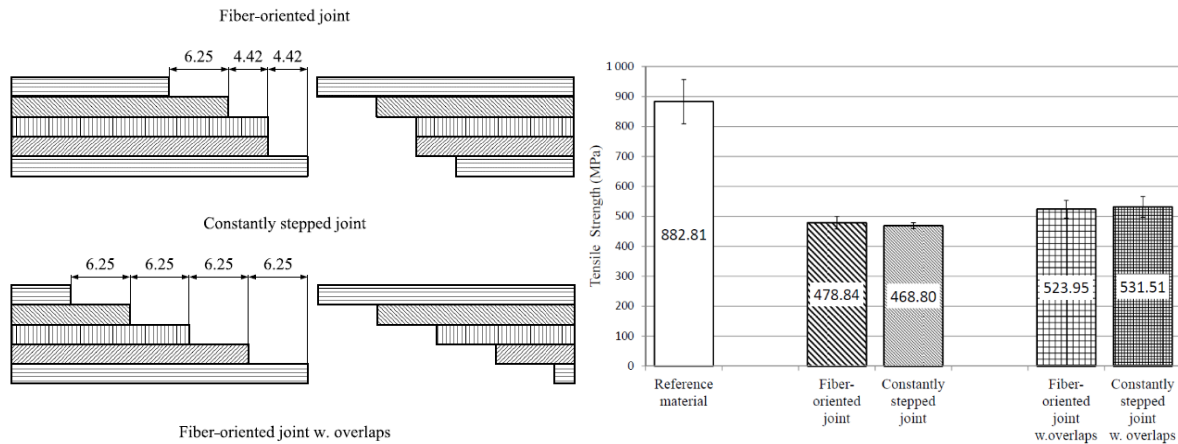 Fiber-oriented joint
6.25 4.42 4.42
Constantly stepped joint
6.25 6.25 6.25 6.25
Fiber-oriented joint w. overlaps
Tensile Strength (MPa)
1 000
900
800
700
600
500
400
300
200
100
0
882.81
478.84
468.80
523.95
531.51
Reference
material
Fiber-
oriented
joint
Constantly
stepped
joint
Fiber-
oriented
joint
w.overlaps
Constantly
stepped
joint
w. overlaps